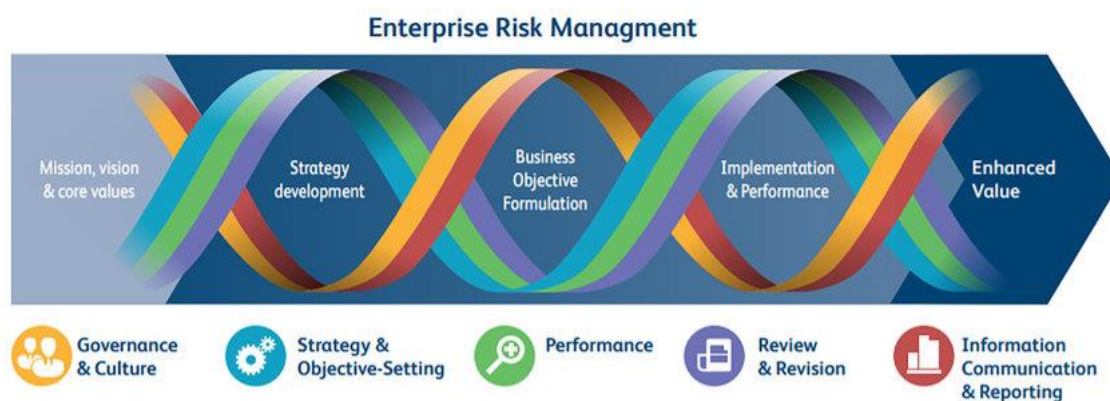 Enterprise Risk Managment
Mission, vision
& core values
Strategy
development
Business
Objective
Formulation
Implementation
& Performance
Enhanced
Value
Governance
& Culture
Strategy &
Objective-Setting
Performance
Review
& Revision
Information
Communication
& Reporting